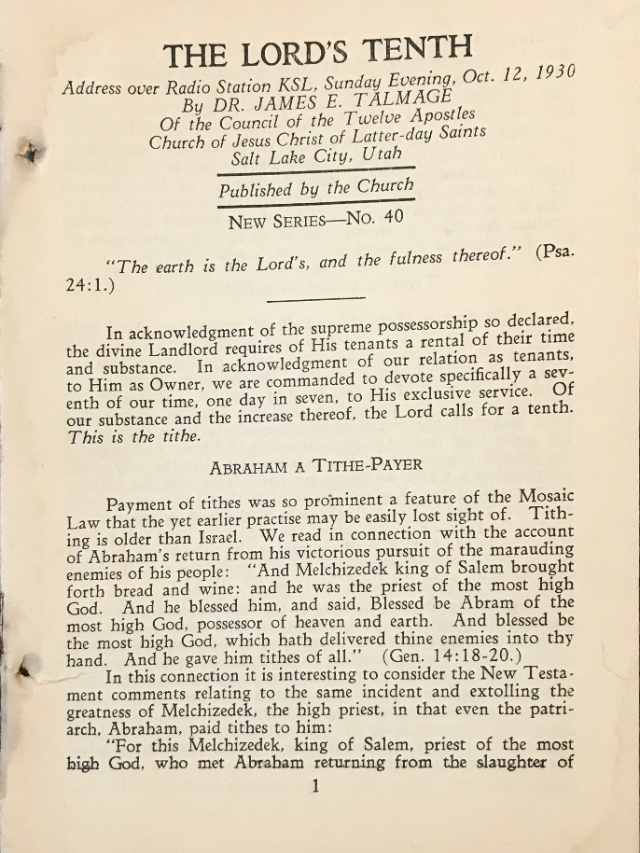 THE LORD'S TENTH
Address over Radio Station KSL, Sunday Evening, Oct. 12, 1930
By DR. JAMES E. TALMAGE
Of the Council of the Twelve Apostles
Church of Jesus Christ of Latter-day Saints
Salt Lake City, Utah
Published by the Church
NEW SERIES—NO. 40
"The earth is the Lord's, and the fulness thereof." (Psa.
24:1.)
In acknowledgment of the supreme possessorship so declared,
the divine Landlord requires of His tenants a rental of their time
and substance. In acknowledgment of our relation as tenants,
to Him as Owner, we are commanded to devote specifically a sev-
enth of our time, one day in seven, to His exclusive service. Of
our substance and the increase thereof, the Lord calls for a tenth.
This is the tithe.
ABRAHAM A TITHE-PAYER
Payment of tithes was so prominent a feature of the Mosaic
Law that the yet earlier practise may be easily lost sight of. Tith-
ing is older than Israel. We read in connection with the account
of Abraham's return from his victorious pursuit of the marauding
enemies of his people: "And Melchizedek king of Salem brought
forth bread and wine: and he was the priest of the most high
God. And he blessed him, and said, Blessed be Abram of the
most high God, possessor of heaven and earth. And blessed be
the most high God, which hath delivered thine enemies into thy
hand. And he gave him tithes of all." (Gen. 14:18-20.)
In this connection it is interesting to consider the New Testa-
ment comments relating to the same incident and extolling the
greatness of Melchizedek, the high priest, in that even the patri-
arch, Abraham, paid tithes to him:
"For this Melchizedek, king of Salem, priest of the most
high God, who met Abraham returning from the slaughter of
1